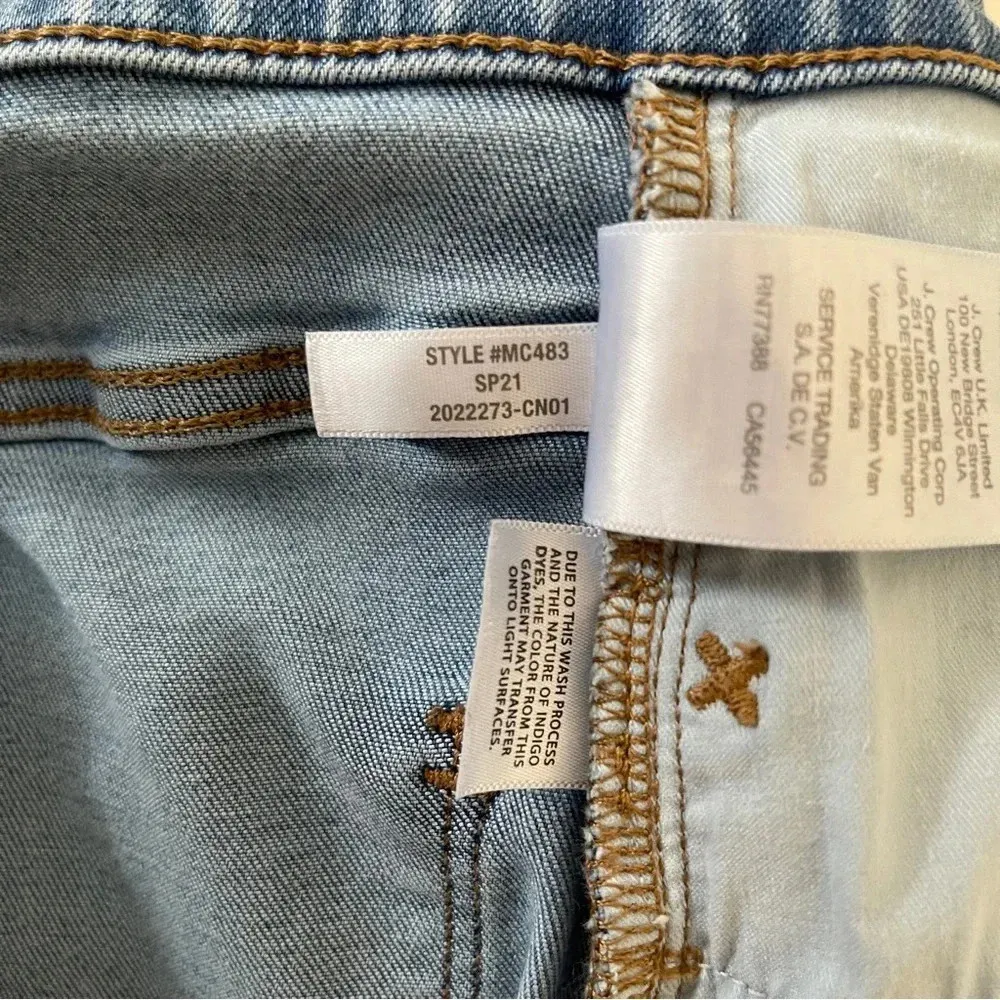 STYLE #MC483
SP21
2022273-CN01
J. Crew U.K. Limited
100 New Bridge Street
London, EC4V 6JA
J. Crew Operating Corp
251 Little Falls Drive
USA DE19808 Wilmington
Delaware
Verenidge Staten Van
Amerika
SERVICE TRADING
S.A. DE C.V.
RN77388 CA56445
DUE TO THIS WASH PROCESS
AND THE NATURE OF INDIGO
DYES, THE COLOR FROM THIS
GARMENT MAY TRANSFER
ONTO LIGHT SURFACES.